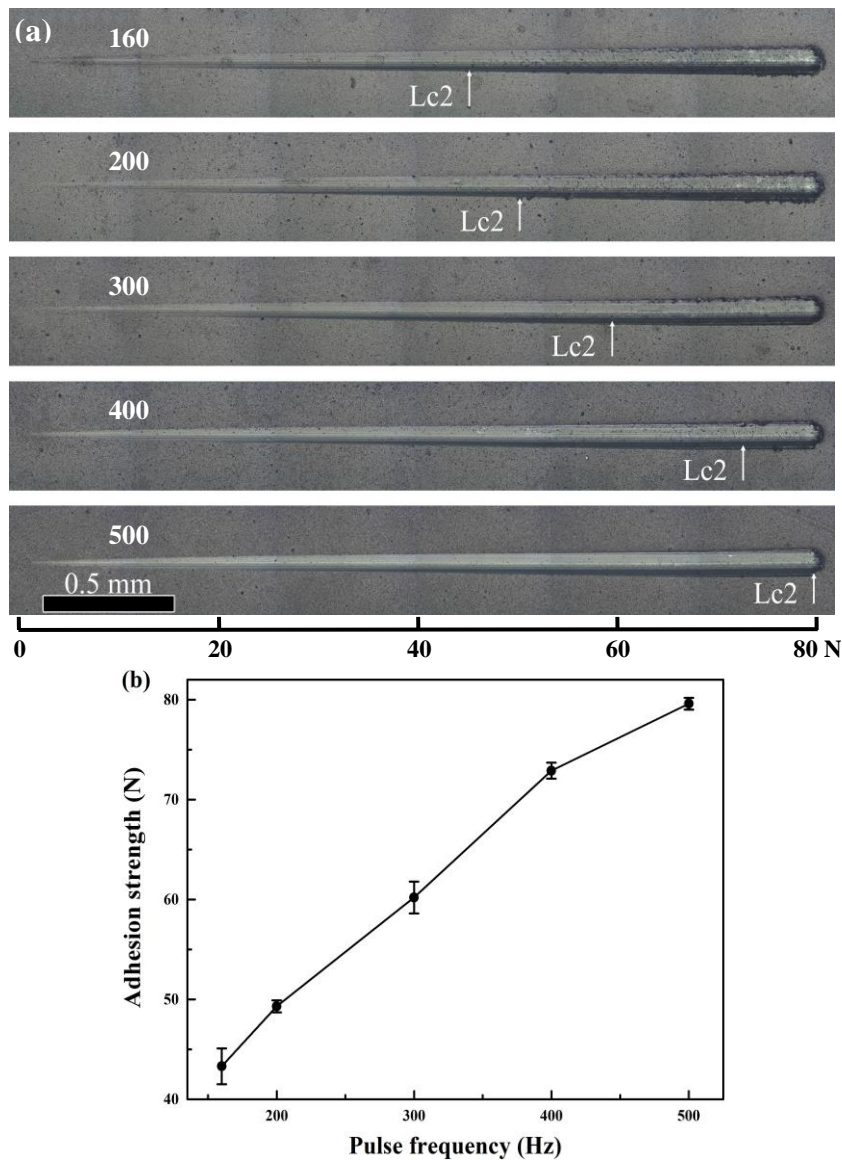 (a)
160
Lc2
200
Lc2
300
Lc2
400
Lc2
500
0.5 mm
Lc2
0 20 40 60 80 N
(b)
80
70
60
50
40
Adhesion strength (N)
200 300 400 500
Pulse frequency (Hz)